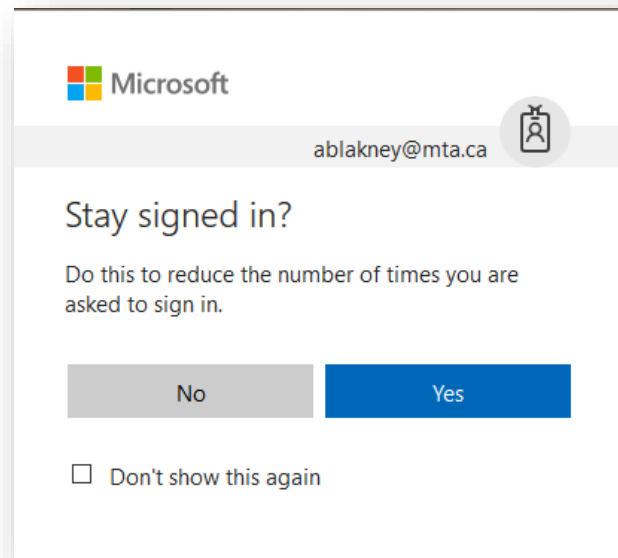 Microsoft
ablakney@mta.ca
Stay signed in?
Do this to reduce the number of times you are
asked to sign in.
No Yes
Don't show this again